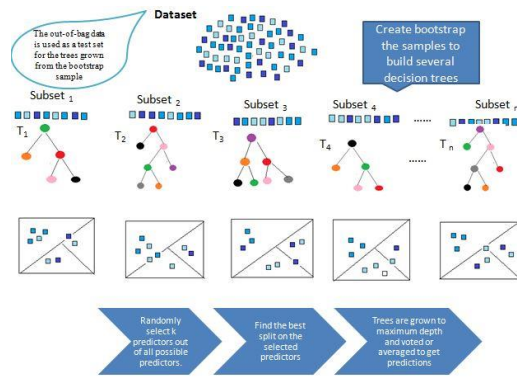 Dataset
The out-of-bag data
is used as a test set
for the trees grown
from the bootstrap
sample
Create bootstrap
the samples to
build several
decision trees
Subset 1
Subset 2
Subset 3
Subset 4
......
Subset n
T1
T2
T3
T4
......
T n
Randomly
select k
predictors out
of all possible
predictors.
Find the best
split on the
selected
predictors
Trees are grown to
maximum depth
and voted or
averaged to get
predictions